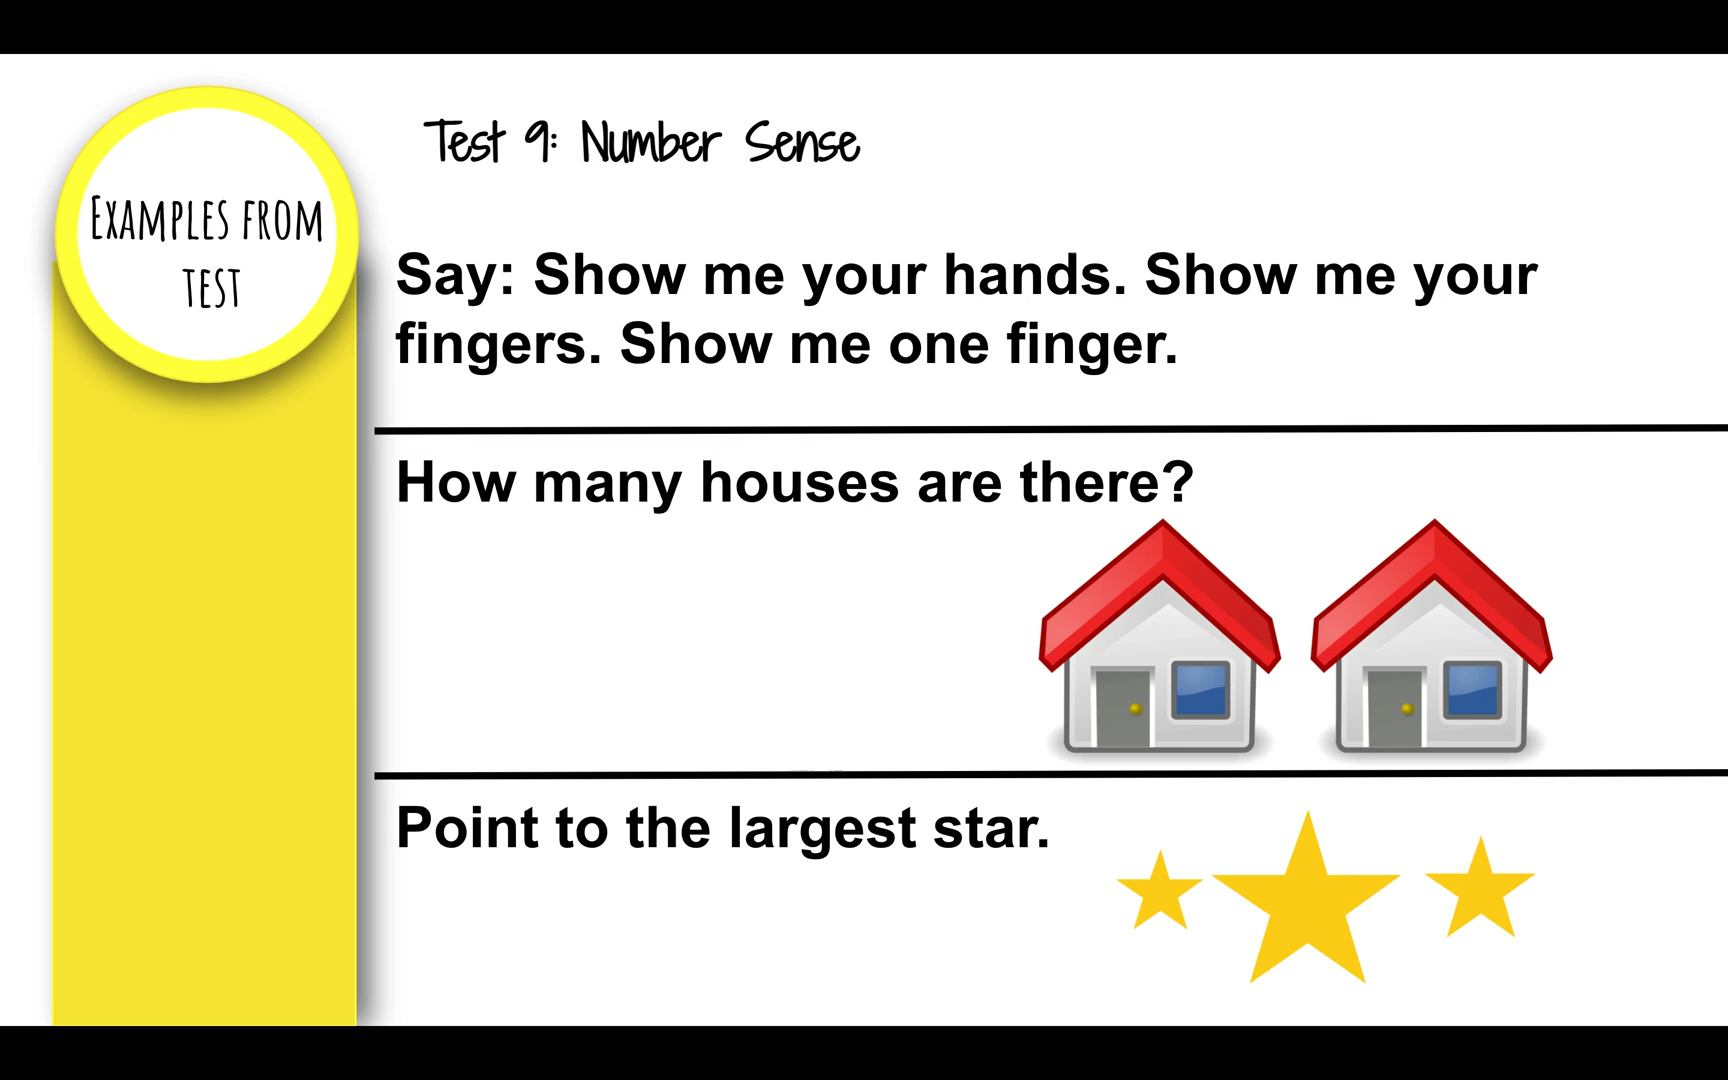 Examples from
test
Test 9: Number Sense
Say: Show me your hands. Show me your
fingers. Show me one finger.
How many houses are there?
Point to the largest star.